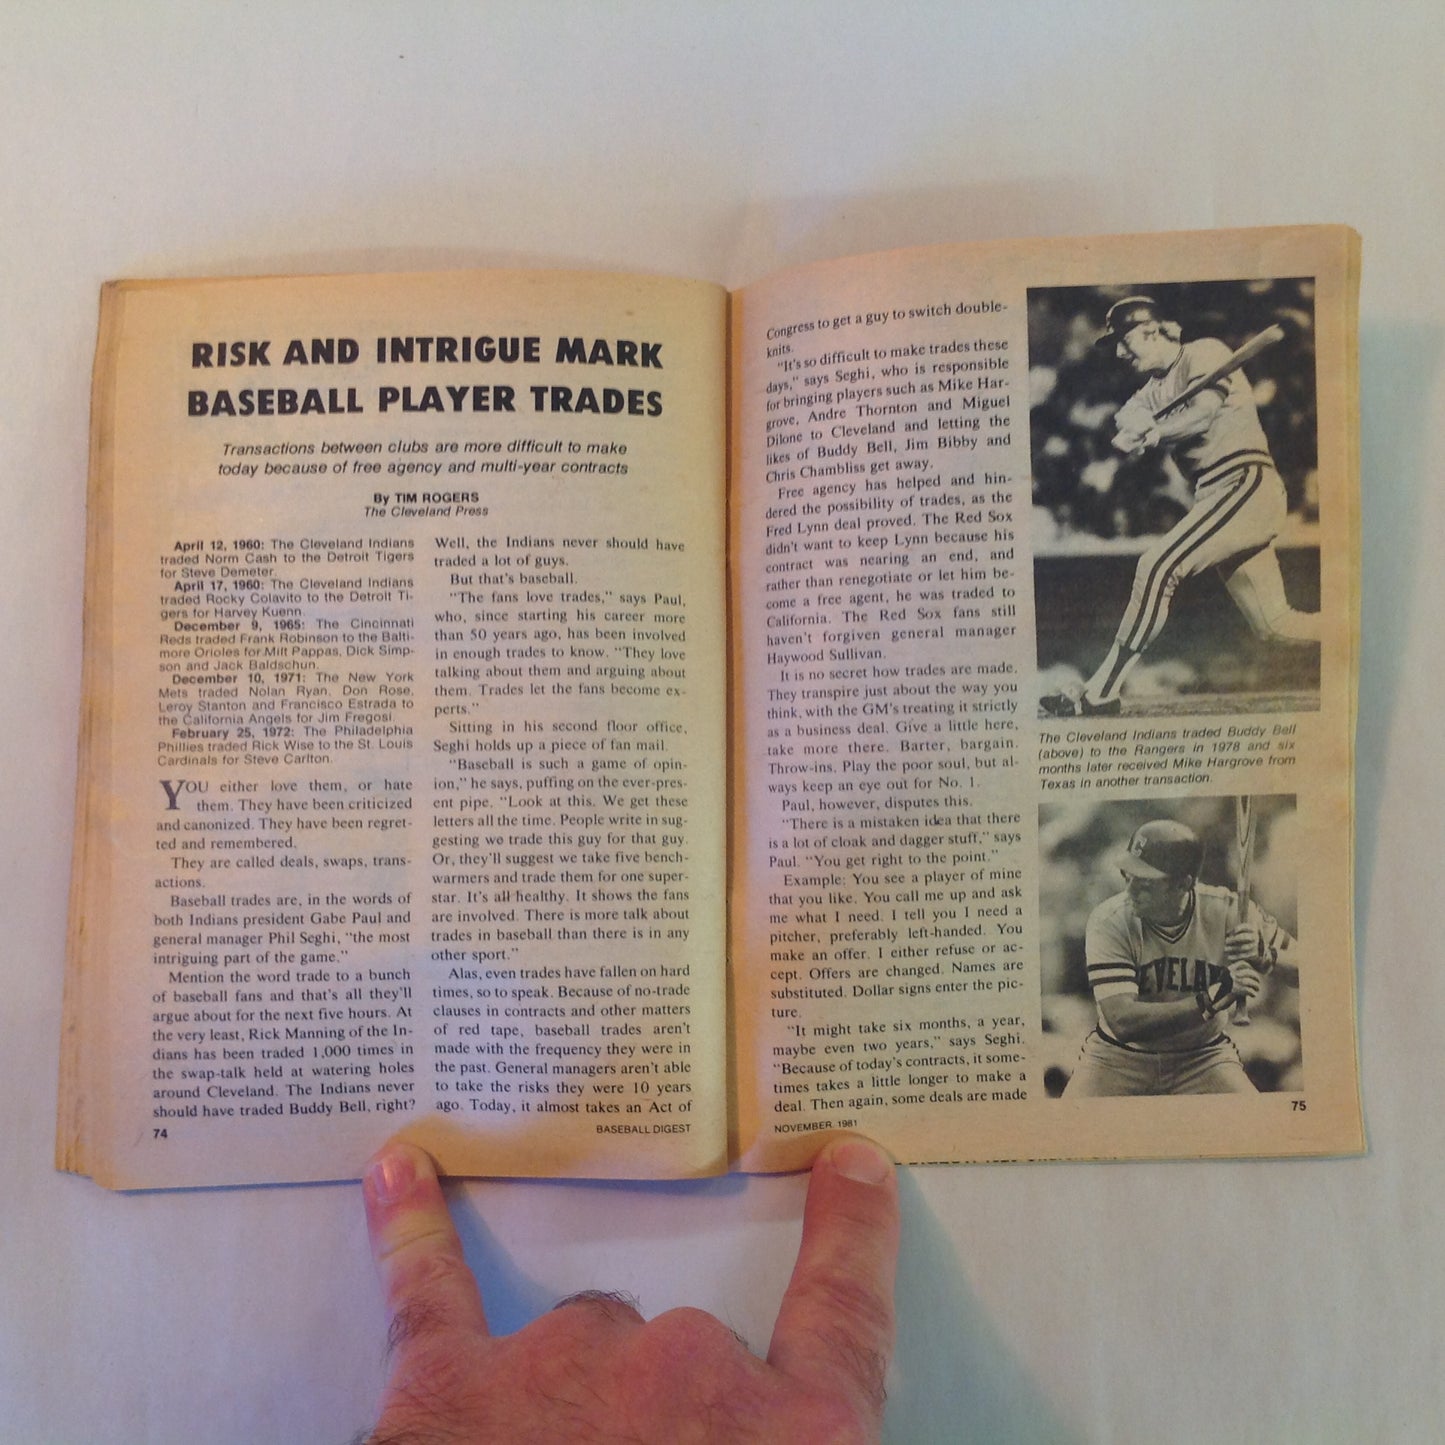 RISK AND INTRIGUE MARK
BASEBALL PLAYER TRADES
Transactions between clubs are more difficult to make
today because of free agency and multi-year contracts
By TIM ROGERS
The Cleveland Press
April 12, 1960: The Cleveland Indians
traded Norm Cash to the Detroit Tigers
for Steve Demeter.
April 17, 1960: The Cleveland Indians
traded Rocky Colavito to the Detroit Ti-
gers for Harvey Kuenn.
December 9, 1965: The Cincinnati
Reds traded Frank Robinson to the Balti-
more Orioles for Milt Pappas, Dick Simp-
son and Jack Baldschun.
December 10, 1971: The New York
Mets traded Nolan Ryan, Don Rose,
Leroy Stanton and Francisco Estrada to
the California Angels for Jim Fregosi.
February 25, 1972: The Philadelphia
Phillies traded Rick Wise to the St. Louis
Cardinals for Steve Carlton.
YOU either love them, or hate
them. They have been criticized
and canonized. They have been regret-
ted and remembered.
They are called deals, swaps, trans-
actions.
Baseball trades are, in the words of
both Indians president Gabe Paul and
general manager Phil Seghi, "the most
intriguing part of the game."
Mention the word trade to a bunch
of baseball fans and that's all they'll
argue about for the next five hours. At
the very least, Rick Manning of the In-
dians has been traded 1,000 times in
the swap-talk held at watering holes
around Cleveland. The Indians never
should have traded Buddy Bell, right?
74
Well, the Indians never should have
traded a lot of guys.
But that's baseball.
"The fans love trades," says Paul,
who, since starting his career more
than 50 years ago, has been involved
in enough trades to know. "They love
talking about them and arguing about
them. Trades let the fans become ex-
perts."
Sitting in his second floor office,
Seghi holds up a piece of fan mail.
"Baseball is such a game of opin-
ion," he says, puffing on the ever-pres-
ent pipe. "Look at this. We get these
letters all the time. People write in sug-
gesting we trade this guy for that guy.
Or, they'll suggest we take five bench-
warmers and trade them for one super-
star. It's all healthy. It shows the fans
are involved. There is more talk about
trades in baseball than there is in any
other sport."
Alas, even trades have fallen on hard
times, so to speak. Because of no-trade
clauses in contracts and other matters
of red tape, baseball trades aren't
made with the frequency they were in
the past. General managers aren't able
to take the risks they were 10 years
ago. Today, it almost takes an Act of
BASEBALL DIGEST
Congress to get a guy to switch double-
knits.
"It's so difficult to make trades these
days," says Seghi, who is responsible
for bringing players such as Mike Har-
grove, Andre Thornton and Miguel
Dilone to Cleveland and letting the
likes of Buddy Bell, Jim Bibby and
Chris Chambliss get away.
Free agency has helped and hin-
dered the possibility of trades, as the
Fred Lynn deal proved. The Red Sox
didn't want to keep Lynn because his
contract was nearing an end, and
rather than renegotiate or let him be-
come a free agent, he was traded to
California. The Red Sox fans still
haven't forgiven general manager
Haywood Sullivan.
It is no secret how trades are made.
They transpire just about the way you
think, with the GM's treating it strictly
as a business deal. Give a little here,
take more there. Barter, bargain.
Throw-ins. Play the poor soul, but al-
ways keep an eye out for No. 1.
Paul, however, disputes this.
"There is a mistaken idea that there
is a lot of cloak and dagger stuff," says
Paul. "You get right to the point."
Example: You see a player of mine
that you like. You call me up and ask
me what I need. I tell you I need a
pitcher, preferably left-handed. You
make an offer. I either refuse or ac-
cept. Offers are changed. Names are
substituted. Dollar signs enter the pic-
ture.
"It might take six months, a year,
maybe even two years," says Seghi.
"Because of today's contracts, it some-
times takes a little longer to make a
deal. Then again, some deals are made
NOVEMBER, 1981
The Cleveland Indians traded Buddy Bell
(above) to the Rangers in 1978 and six
months later received Mike Hargrove from
Texas in another transaction.
C
EVELA
75